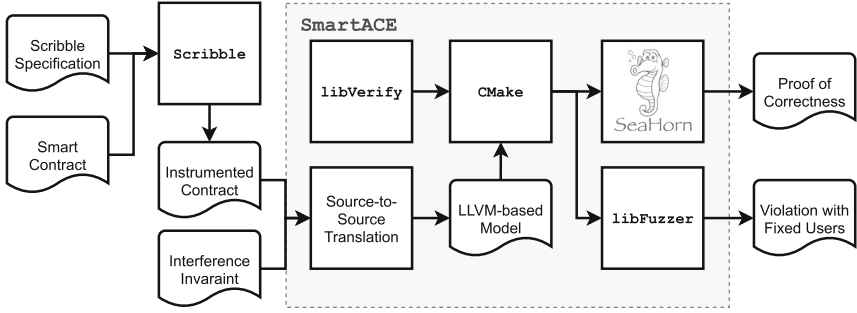 SmartACE
Scribble
Specification
Scribble
libVerify
CMake
SeaHorn
Proof of
Correctness
Smart
Contract
Instrumented
Contract
Source-to-
Source
Translation
LLVM-based
Model
libFuzzer
Violation with
Fixed Users
Interference
Invaraint